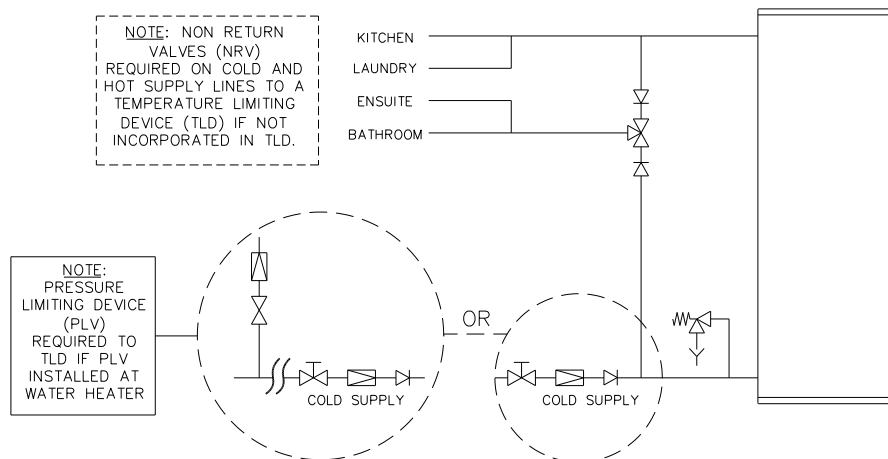 NOTE: NON RETURN
VALVES (NRV)
REQUIRED ON COLD AND
HOT SUPPLY LINES TO A
TEMPERATURE LIMITING
DEVICE (TLD) IF NOT
INCORPORATED IN TLD.
KITCHEN
LAUNDRY
ENSUITE
BATHROOM
NOTE:
PRESSURE
LIMITING DEVICE
(PLV)
REQUIRED TO
TLD IF PLV
INSTALLED AT
WATER HEATER
OR
COLD SUPPLY
COLD SUPPLY